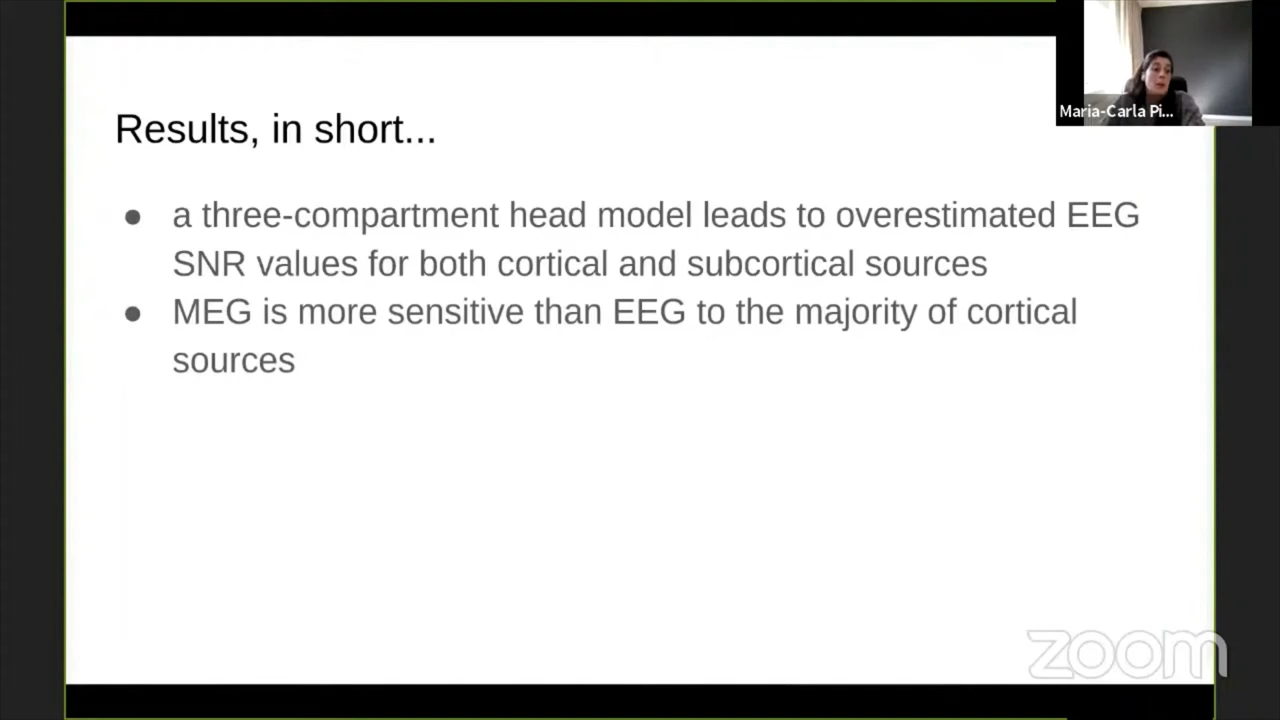 Maria-Carla Pi...
Results, in short...
● a three-compartment head model leads to overestimated EEG
SNR values for both cortical and subcortical sources
● MEG is more sensitive than EEG to the majority of cortical
sources
zoom